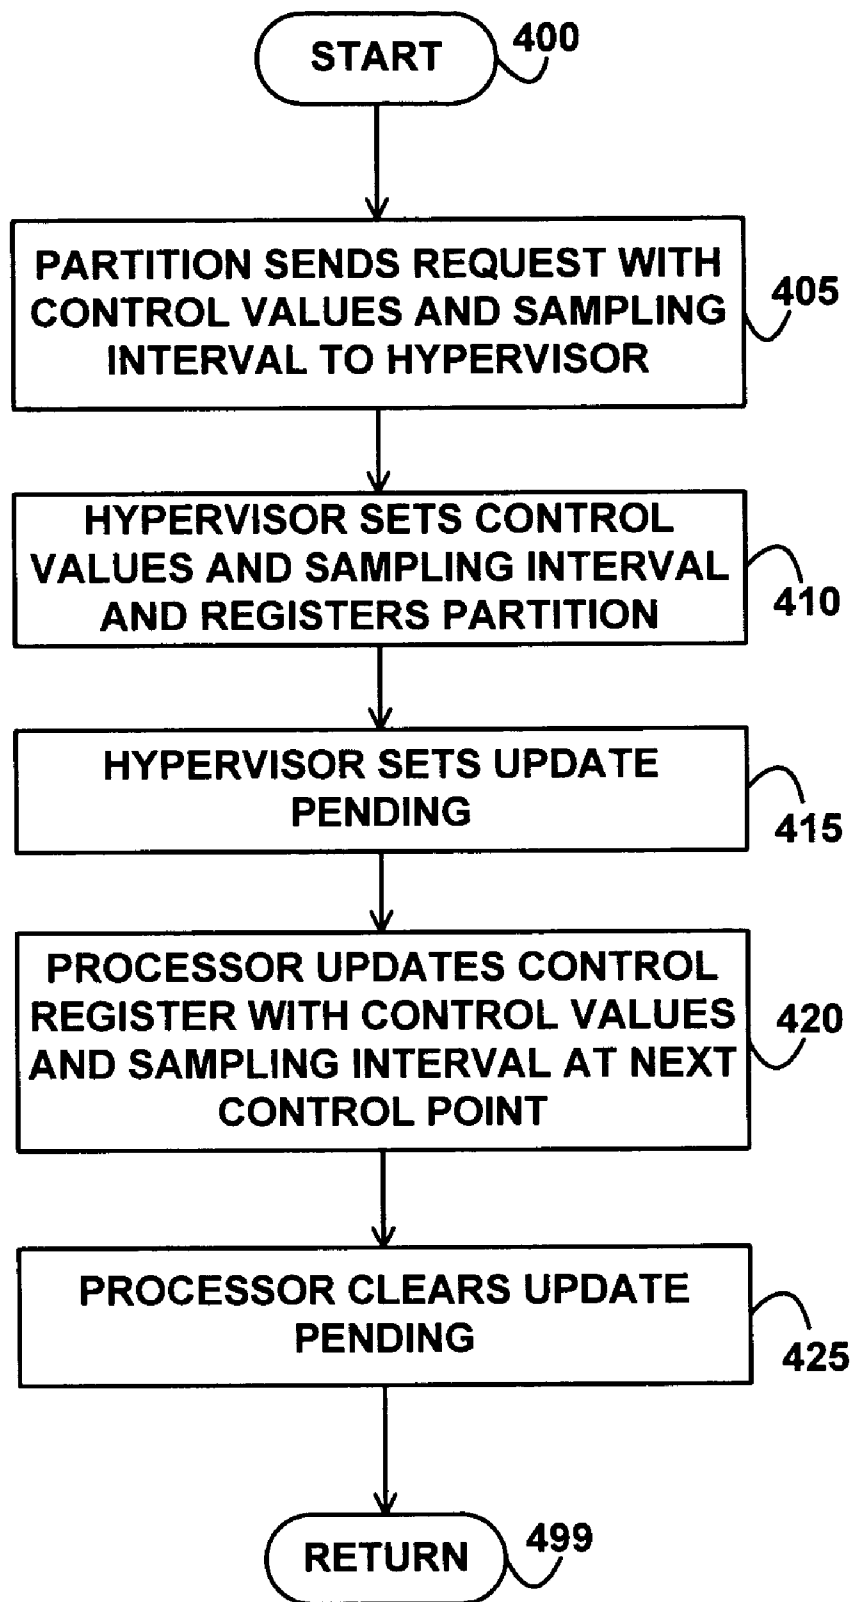 START
400
PARTITION SENDS REQUEST WITH
CONTROL VALUES AND SAMPLING
INTERVAL TO HYPERVISOR
405
HYPERVISOR SETS CONTROL
VALUES AND SAMPLING INTERVAL
AND REGISTERS PARTITION
410
HYPERVISOR SETS UPDATE
PENDING
415
PROCESSOR UPDATES CONTROL
REGISTER WITH CONTROL VALUES
AND SAMPLING INTERVAL AT NEXT
CONTROL POINT
420
PROCESSOR CLEARS UPDATE
PENDING
425
RETURN
499